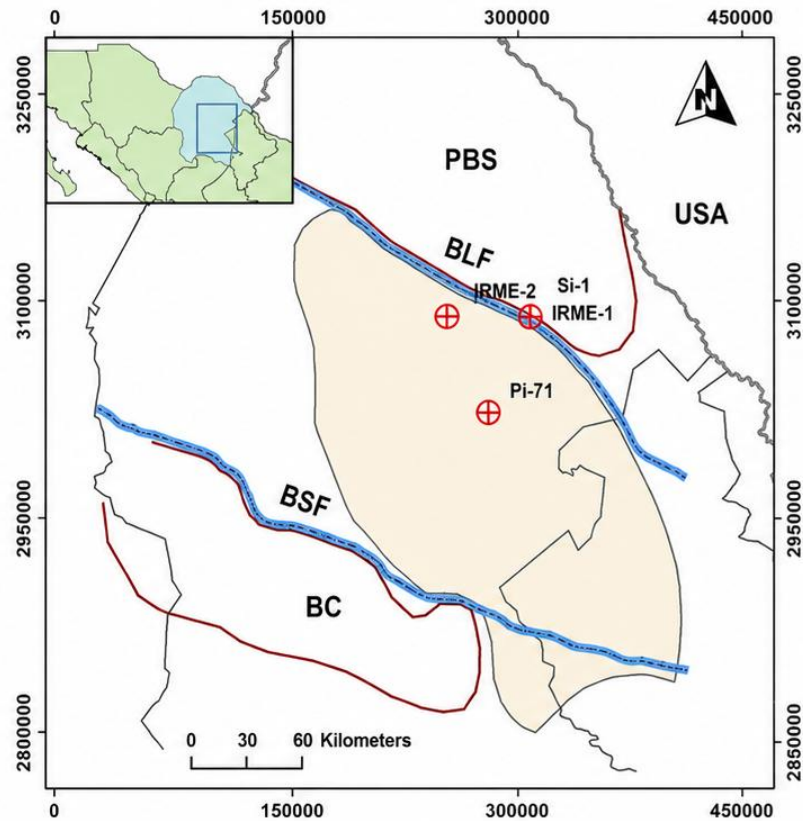 0 150000 300000 450000
3250000 3250000
N
PBS
USA
BLF
Si-1
IRME-2
IRME-1
3100000 3100000
Pi-71
BSF
2950000 2950000
BC
0 30 60 Kilometers
2800000 2850000
0 150000 300000 450000